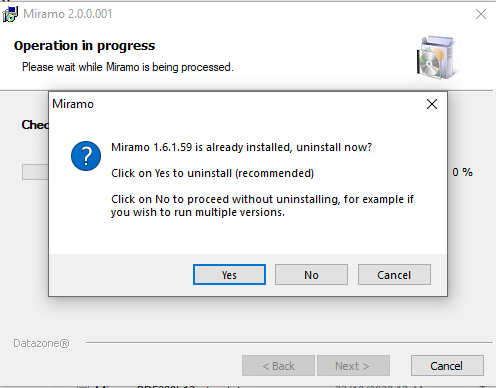 Miramo 2.0.0.001
Operation in progress
Please wait while Miramo is being processed.
Miramo
Chec
Miramo 1.6.1.59 is already installed, uninstall now?
Click on Yes to uninstall (recommended)
0 %
Click on No to proceed without uninstalling, for example if
you wish to run multiple versions.
Yes
No
Cancel
Datazone®
< Back
Next >
Cancel